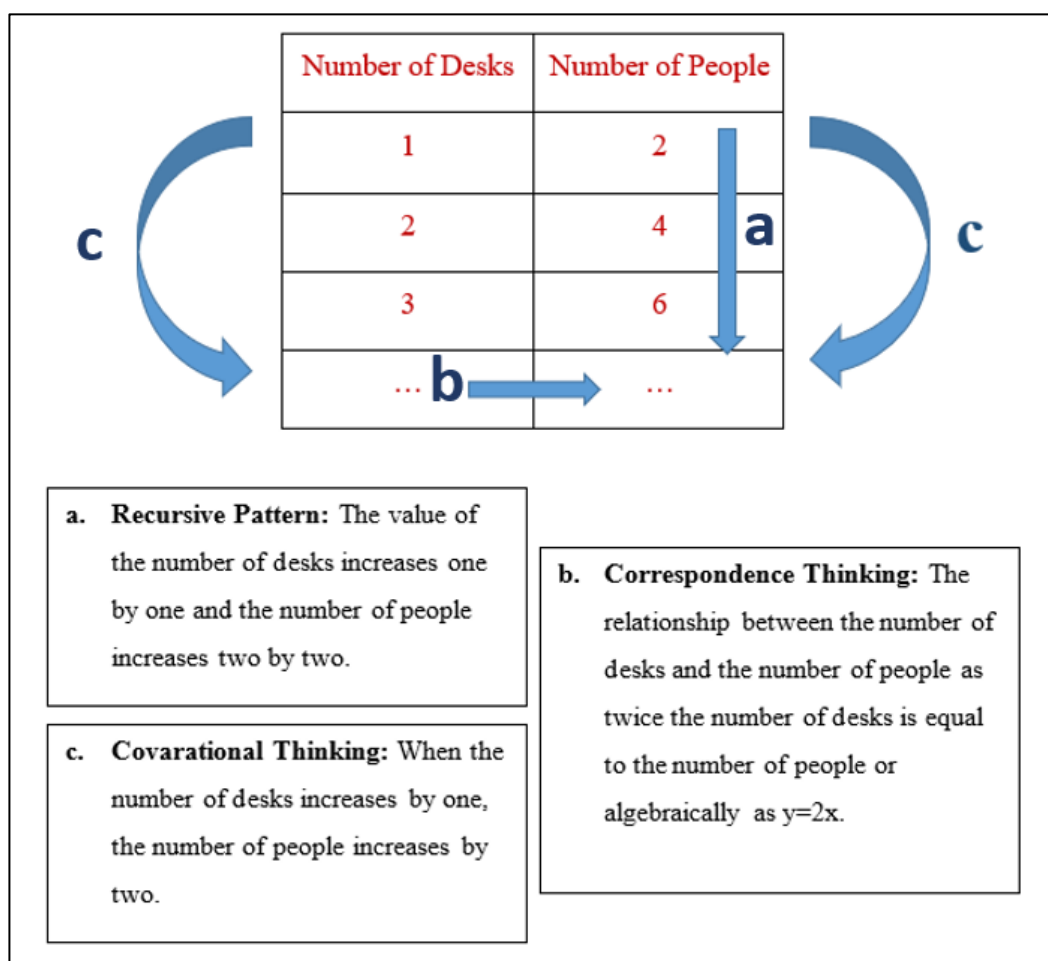 Number of Desks Number of People
1 2
c 2 4 a c
3 6
... b ...
a. Recursive Pattern: The value of
the number of desks increases one
by one and the number of people
increases two by two.
b. Correspondence Thinking: The
relationship between the number of
desks and the number of people as
twice the number of desks is equal
to the number of people or
algebraically as y=2x.
c. Covarational Thinking: When the
number of desks increases by one,
the number of people increases by
two.